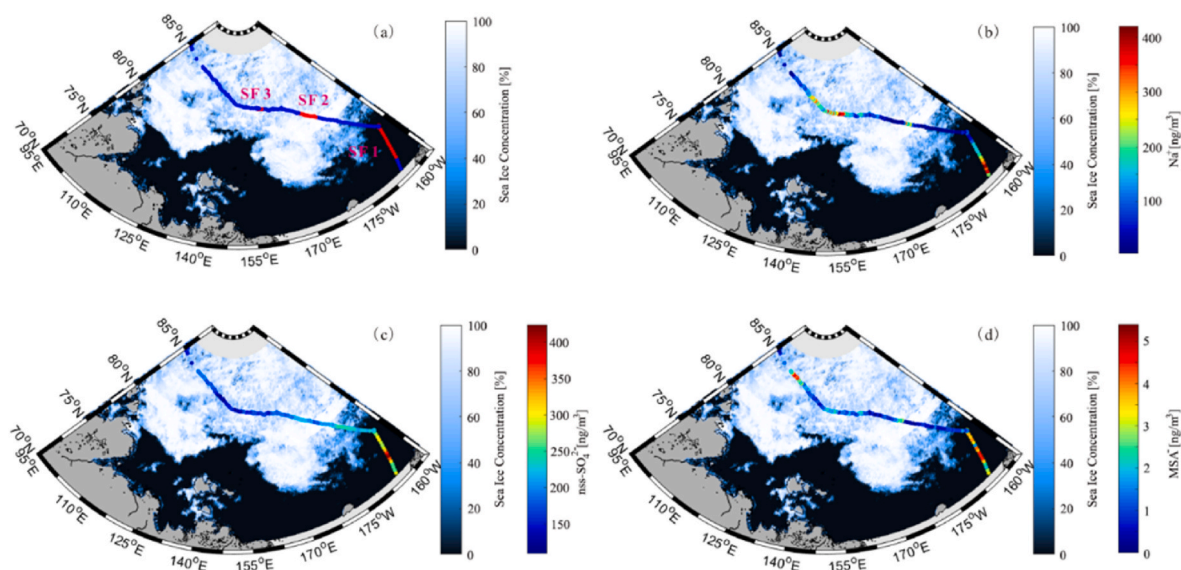 (a)
85°N
80°N
75°N
70°N
95°E
110°E
125°E
140°E
155°E
170°E
175°W
160°W
SF 3
SF 2
SF 1
100
80
60
40
20
0
Sea Ice Concentration [%]
(b)
85°N
80°N
75°N
70°N
95°E
110°E
125°E
140°E
155°E
170°E
175°W
160°W
100
80
60
40
20
0
Sea Ice Concentration [%]
400
300
200
100
Na⁺[ng/m³]
(c)
85°N
80°N
75°N
70°N
95°E
110°E
125°E
140°E
155°E
170°E
175°W
160°W
100
80
60
40
20
0
Sea Ice Concentration [%]
400
350
300
250
200
150
nss-SO₄²⁻[ng/m³]
(d)
85°N
80°N
75°N
70°N
95°E
110°E
125°E
140°E
155°E
170°E
175°W
160°W
100
80
60
40
20
0
Sea Ice Concentration [%]
5
4
3
2
1
0
MSA⁻[ng/m³]